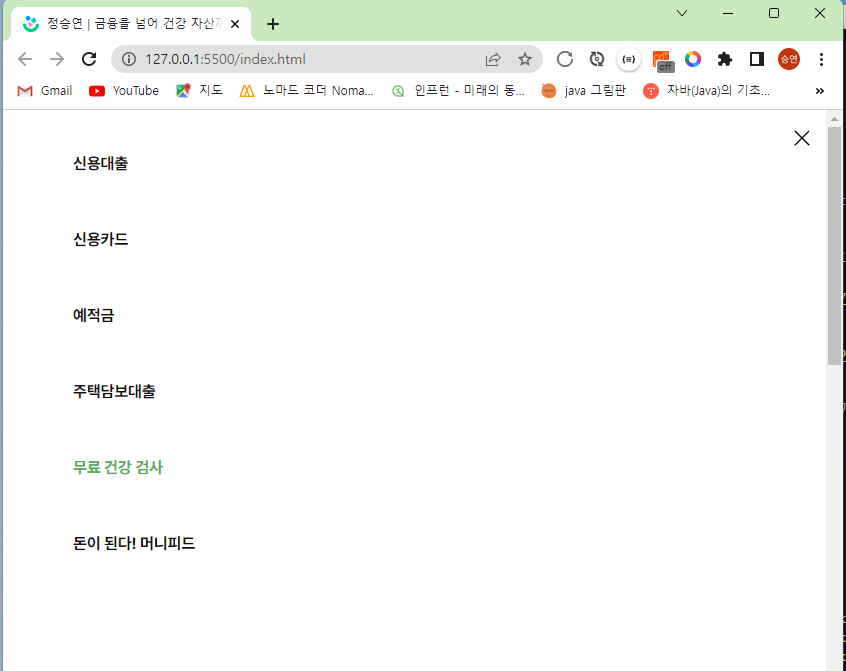 정승연 | 금융을 넘어 건강 자산까
127.0.0.1:5500/index.html
off
승연
Gmail YouTube 지도 노마드 코더 Noma... 인프런 - 미래의 동... java 그림판 자바(Java)의 기초... »
신용대출
신용카드
예적금
주택담보대출
무료 건강 검사
돈이 된다! 머니피드